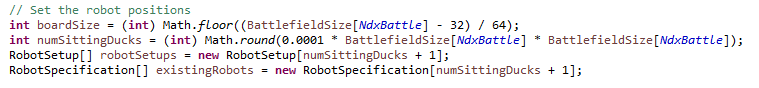 // Set the robot positions
int boardSize = (int) Math.floor((BattlefieldSize[NdxBattle] - 32) / 64);
int numSittingDucks = (int) Math.round(0.0001 * BattlefieldSize[NdxBattle] * BattlefieldSize[NdxBattle]);
RobotSetup[] robotSetups = new RobotSetup[numSittingDucks + 1];
RobotSpecification[] existingRobots = new RobotSpecification[numSittingDucks + 1];